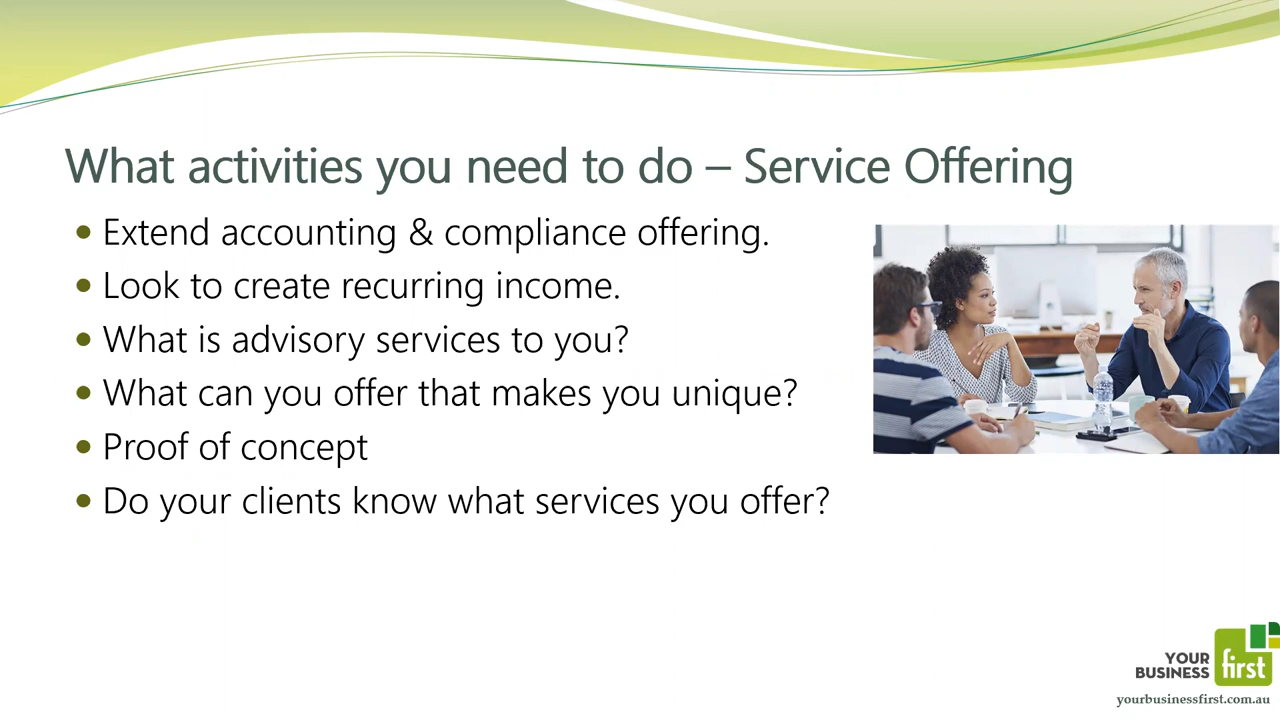 What activities you need to do – Service Offering
• Extend accounting & compliance offering.
• Look to create recurring income.
• What is advisory services to you?
• What can you offer that makes you unique?
• Proof of concept
• Do your clients know what services you offer?
YOUR
BUSINESS first
yourbusinessfirst.com.au